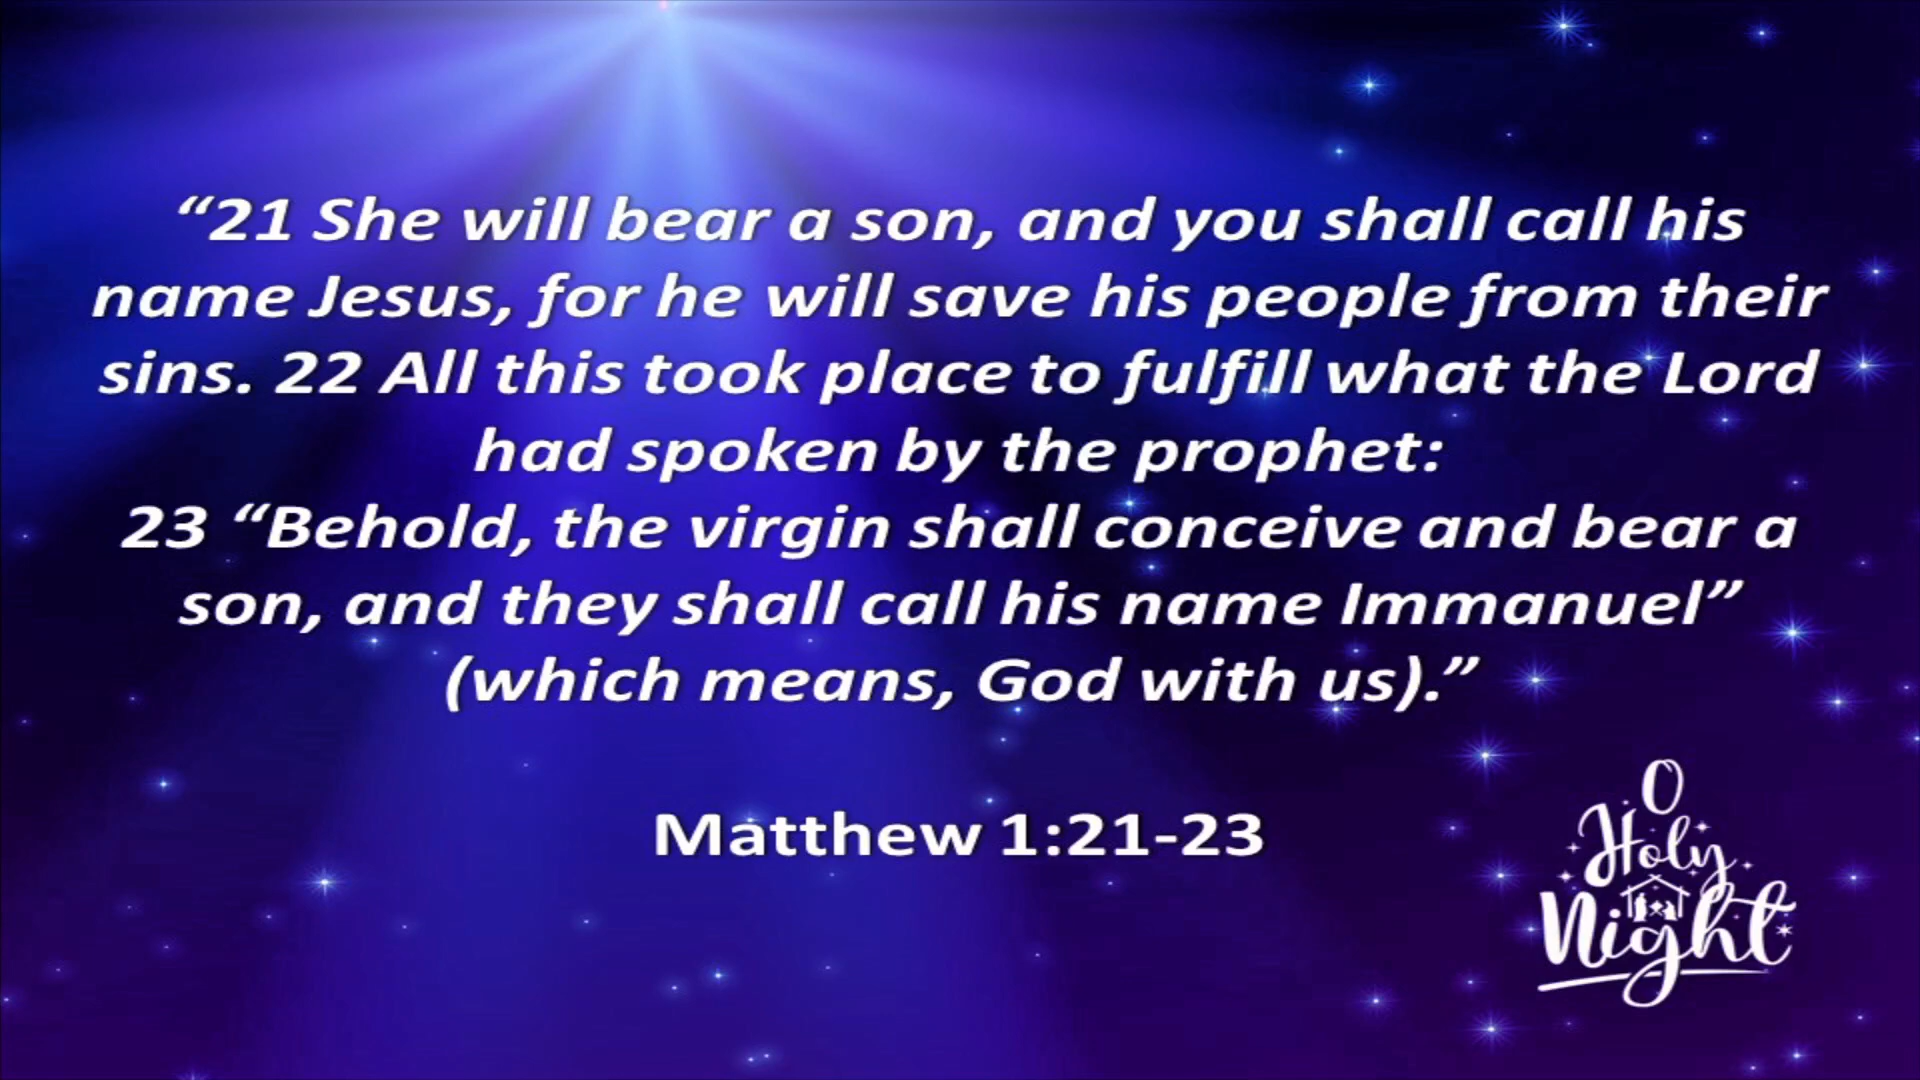 “21 She will bear a son, and you shall call his
name Jesus, for he will save his people from their
sins. 22 All this took place to fulfill what the Lord
had spoken by the prophet:
23 “Behold, the virgin shall conceive and bear a
son, and they shall call his name Immanuel”
(which means, God with us).”
Matthew 1:21-23
O
Holy
Night